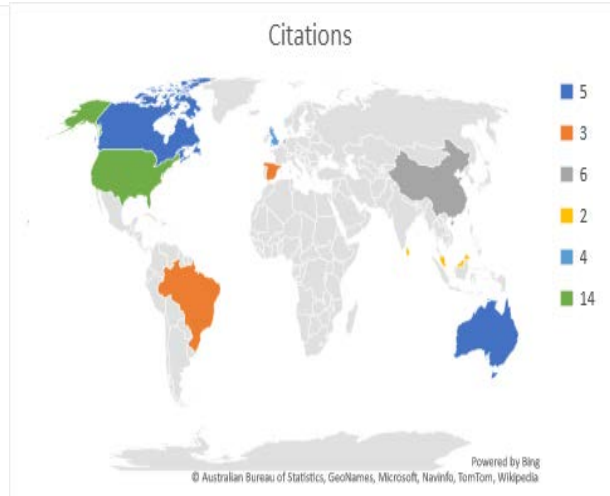 Citations
5
3
6
2
4
14
Powered by Bing
© Australian Bureau of Statistics, GeoNames, Microsoft, Navinfo, TomTom, Wikipedia